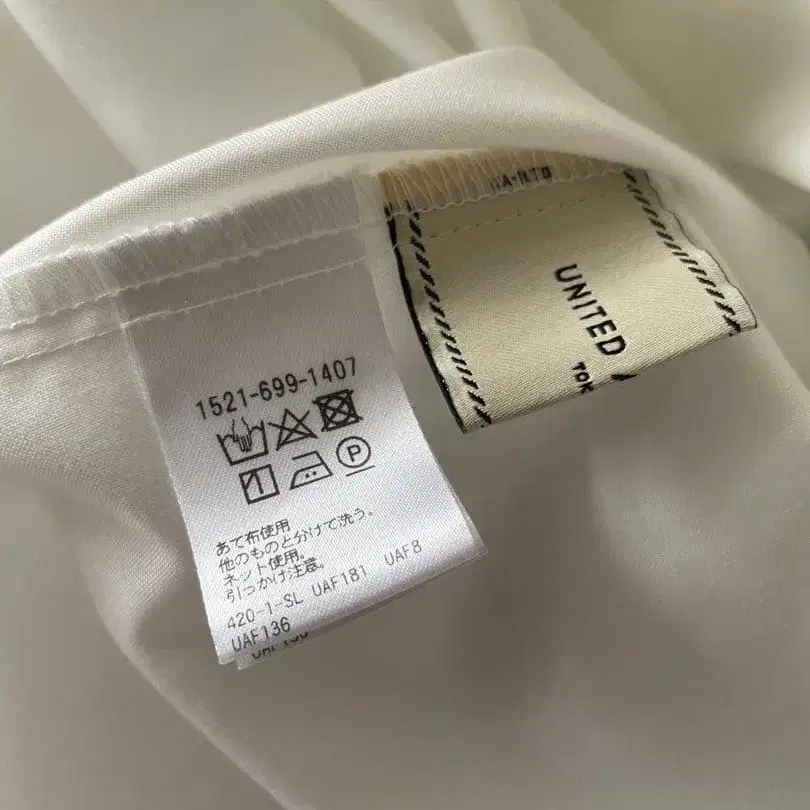 1521-699-1407
あて布使用
他のものと分けて洗う。
ネット使用。
引っかけ注意。
420-1-SL UAF181 UAF8
UAF136
UNITED
TOK